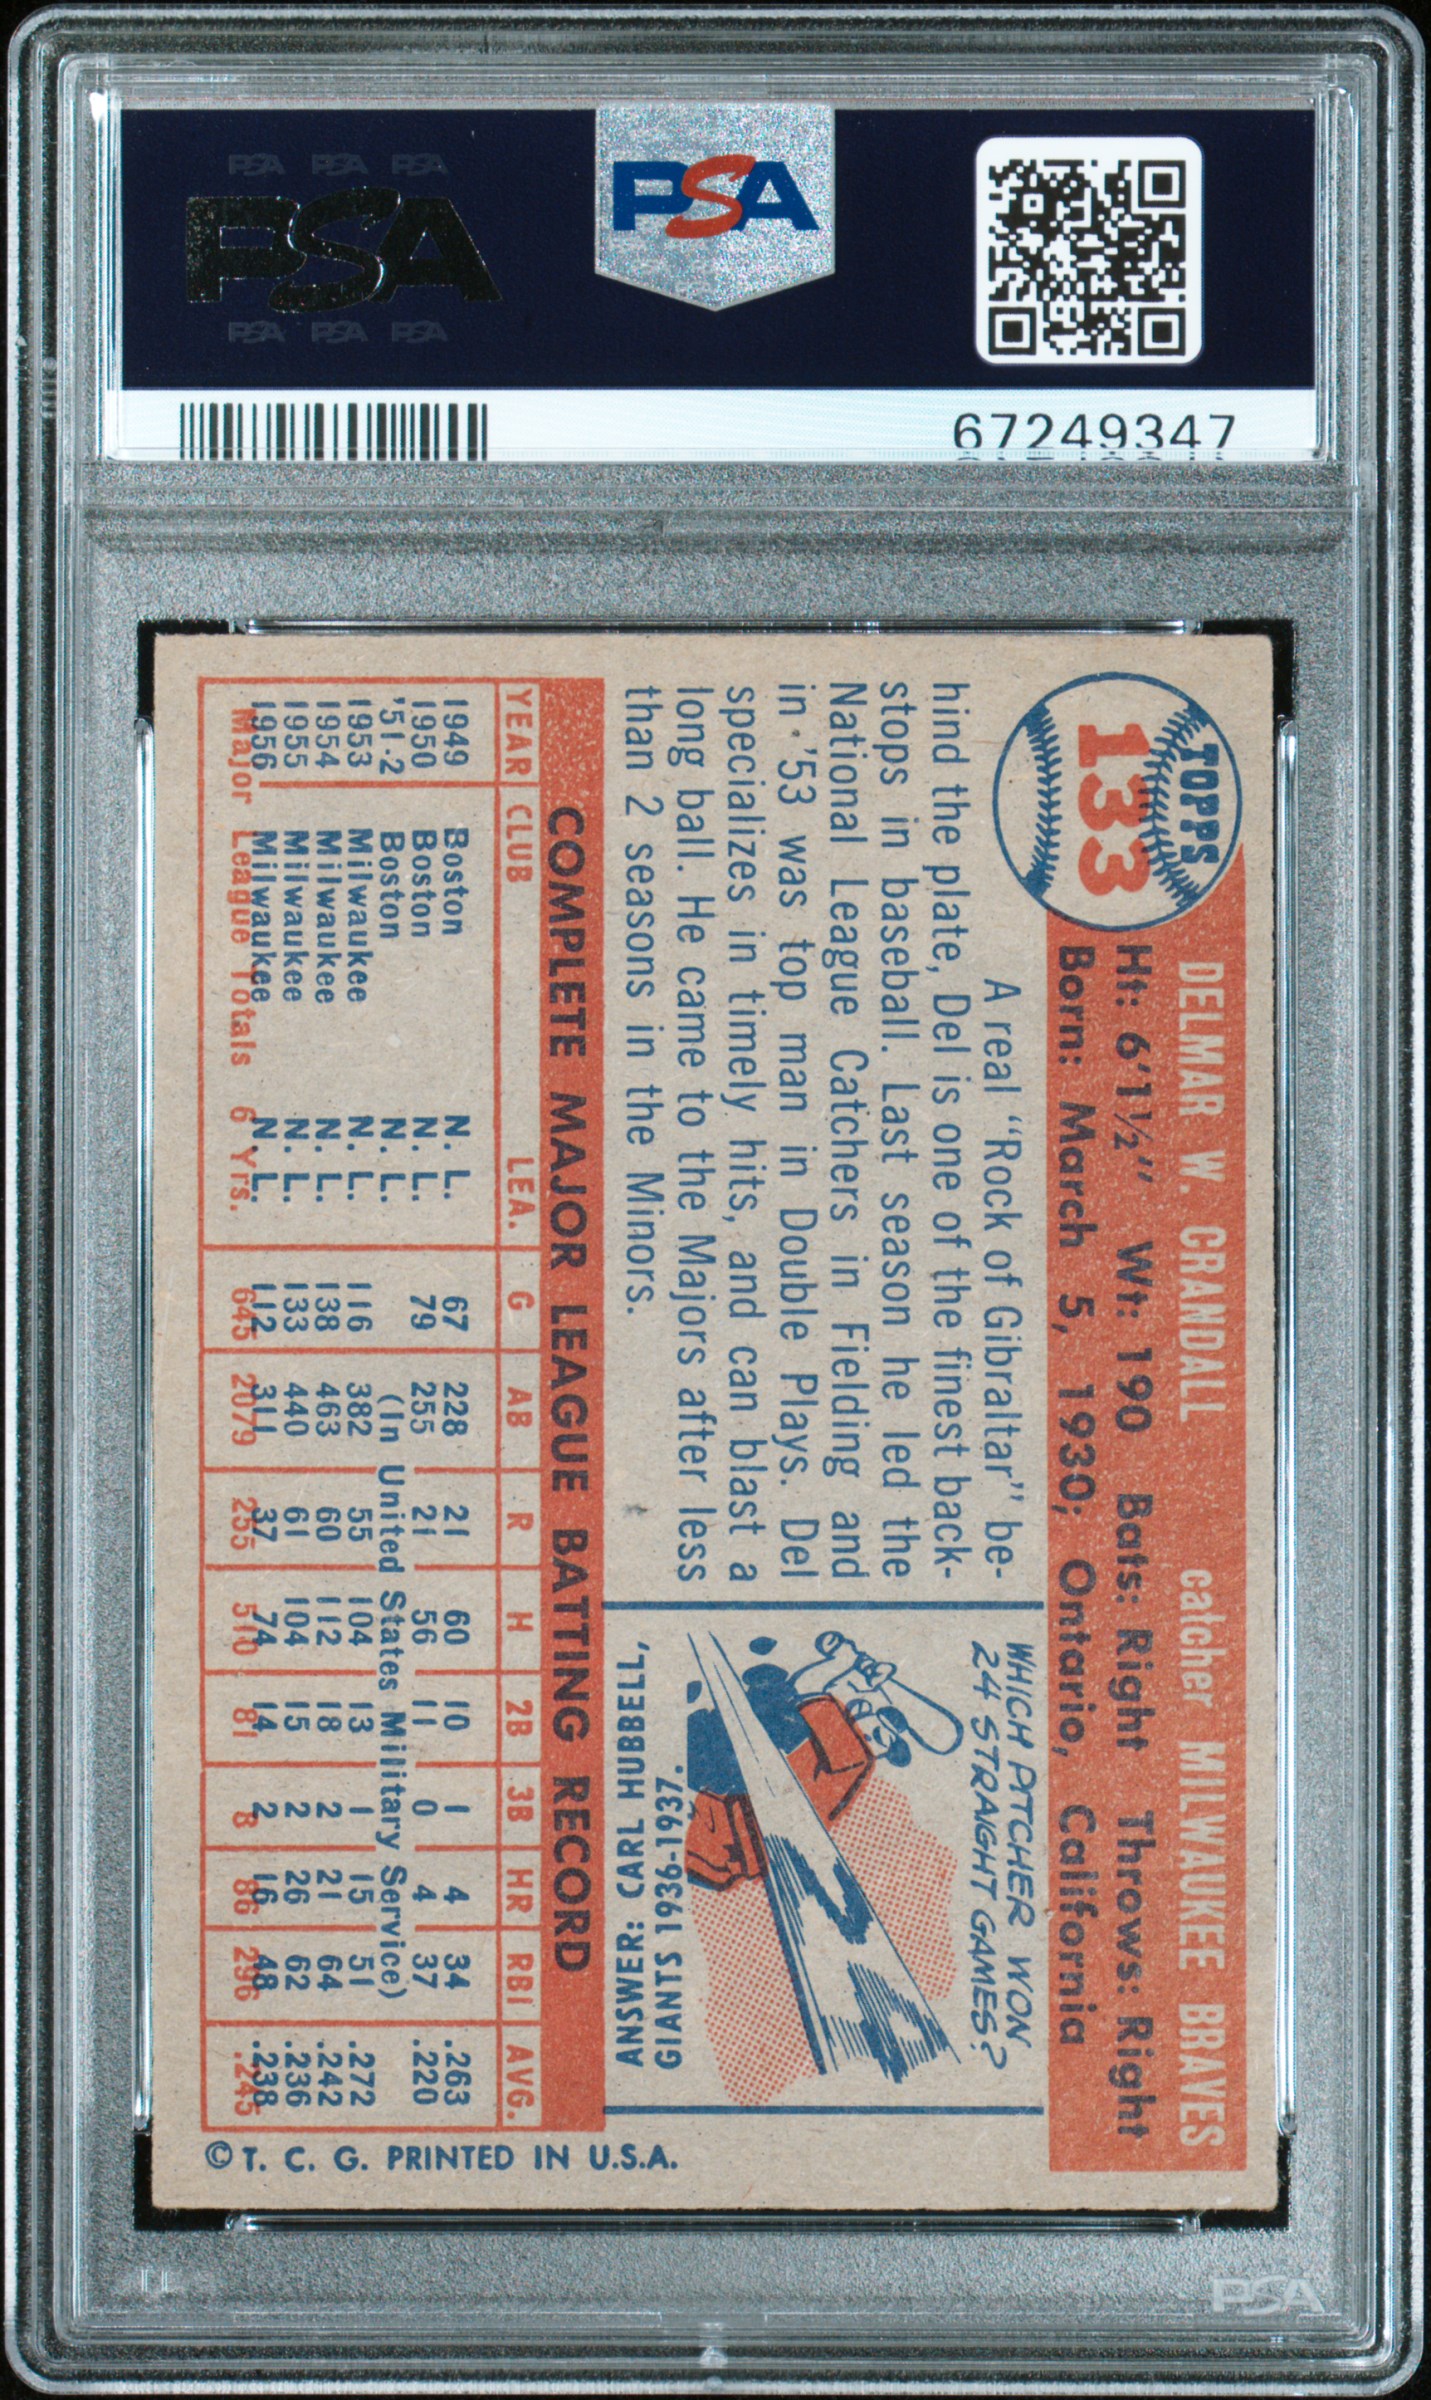 PSA PSA PSA
PSA
PSA PSA PSA
PSA
67249347
TOPPS
133
DELMAR W. CRANDALL catcher MILWAUKEE BRAVES
Ht: 6'1½" Wt: 190 Bats: Right Throws: Right
Born: March 5, 1930; Ontario, California
A real "Rock of Gibraltar" be-
hind the plate, Del is one of the finest back-
stops in baseball. Last season he led the
National League Catchers in Fielding and
in '53 was top man in Double Plays. Del
specializes in timely hits, and can blast a
long ball. He came to the Majors after less
than 2 seasons in the Minors.
WHICH PITCHER WON
24 STRAIGHT GAMES?
24
ANSWER: CARL HUBBELL,
GIANTS 1936-1937.
COMPLETE MAJOR LEAGUE BATTING RECORD
YEAR CLUB LEA. G AB R H 2B 3B HR RBI AVG.
1949 Boston N. L. 67 228 21 60 10 1 4 34 .263
1950 Boston N. L. 79 255 21 56 11 0 4 37 .220
'51-2 Boston N. L. (In United States Military Service)
1953 Milwaukee N. L. 116 382 55 104 13 1 15 51 .272
1954 Milwaukee N. L. 138 463 60 112 18 2 21 64 .242
1955 Milwaukee N. L. 133 440 61 104 15 2 26 62 .236
1956 Milwaukee N. L. 112 311 37 74 14 2 16 48 .238
Major League Totals 6 Yrs. 645 2079 255 510 81 8 86 296 .245
© T. C. G. PRINTED IN U.S.A.
PSA